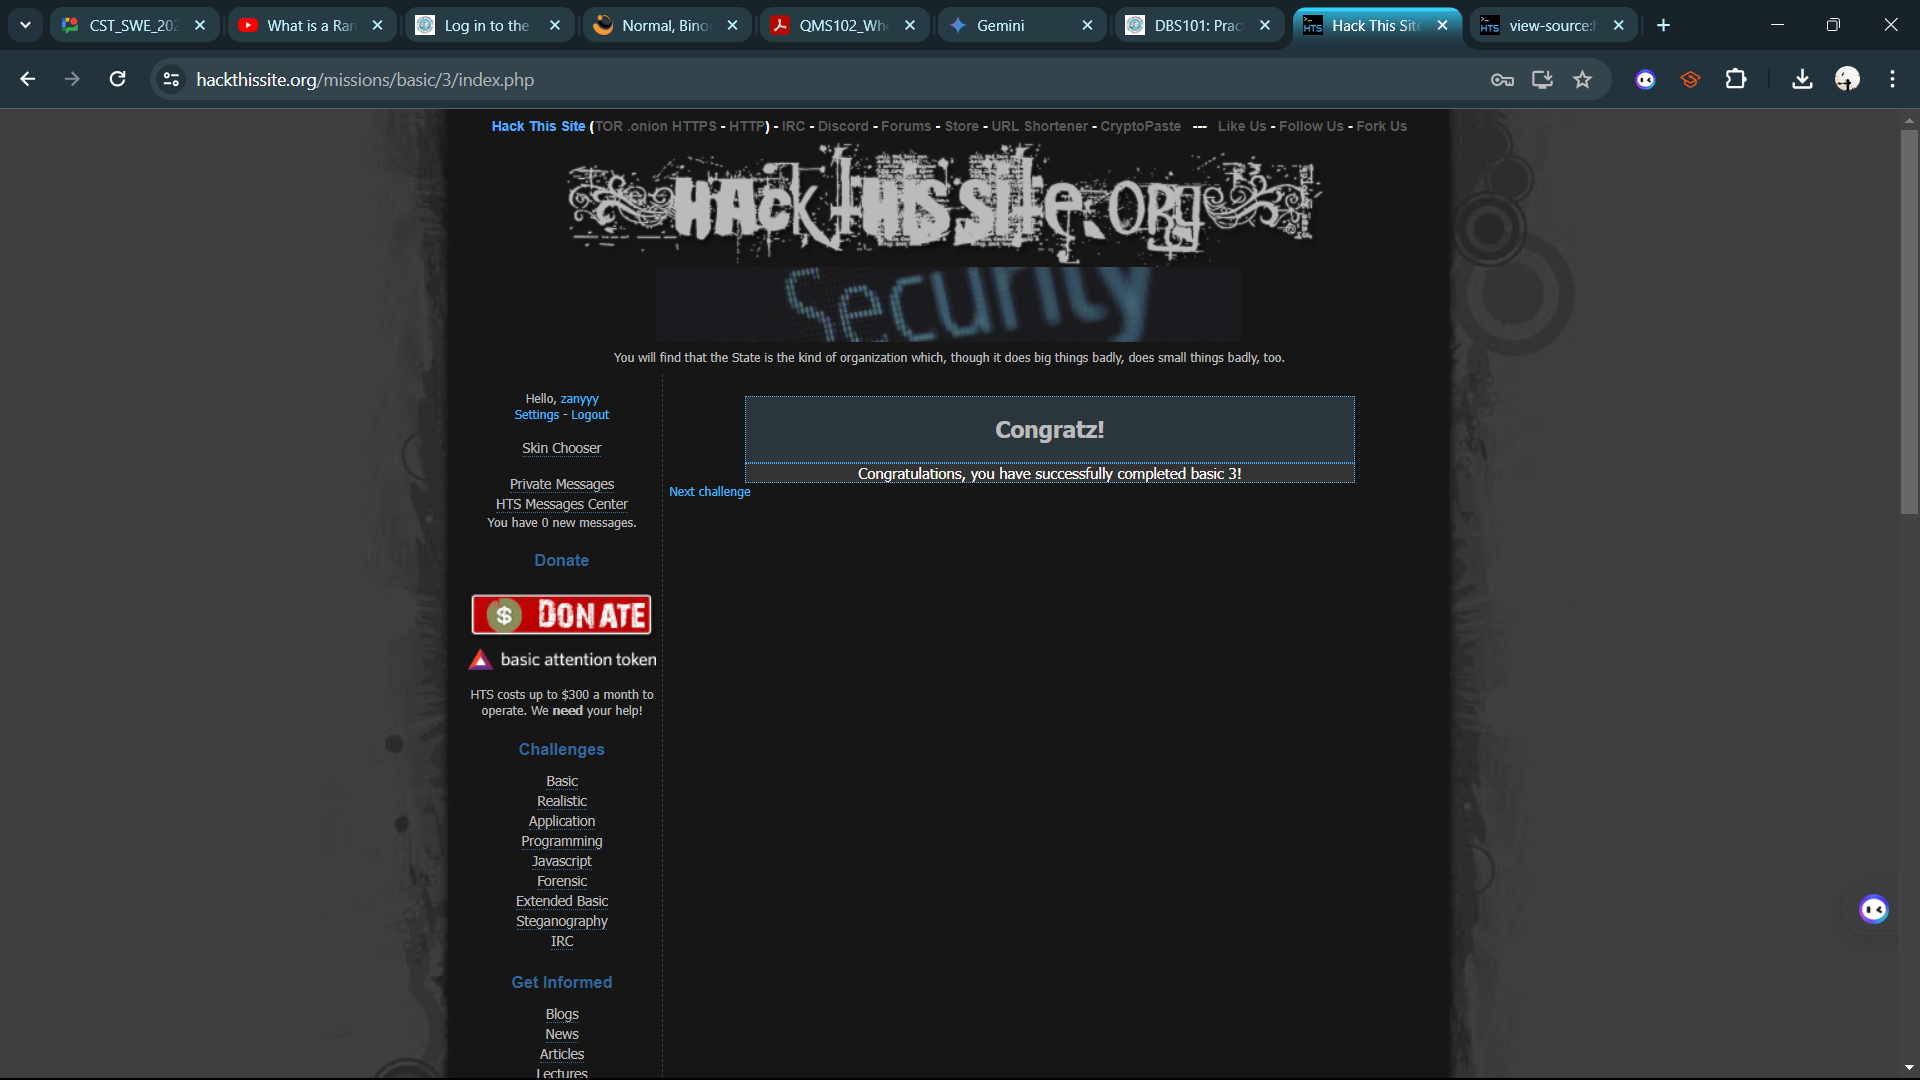 CST_SWE_202
What is a Ran
Log in to the
Normal, Bino
QMS102_Wh
Gemini
DBS101: Prac
Hack This Site
view-source:h
hackthissite.org/missions/basic/3/index.php
Hack This Site (TOR .onion HTTPS - HTTP) - IRC - Discord - Forums - Store - URL Shortener - CryptoPaste --- Like Us - Follow Us - Fork Us
HAck tHIS SItE.ORG
Security
You will find that the State is the kind of organization which, though it does big things badly, does small things badly, too.
Hello, zanyyy
Settings - Logout
Skin Chooser
Private Messages
HTS Messages Center
You have 0 new messages.
Donate
$ DONATE
basic attention token
HTS costs up to $300 a month to
operate. We need your help!
Challenges
Basic
Realistic
Application
Programming
Javascript
Forensic
Extended Basic
Steganography
IRC
Get Informed
Blogs
News
Articles
Lectures
Congratz!
Congratulations, you have successfully completed basic 3!
Next challenge